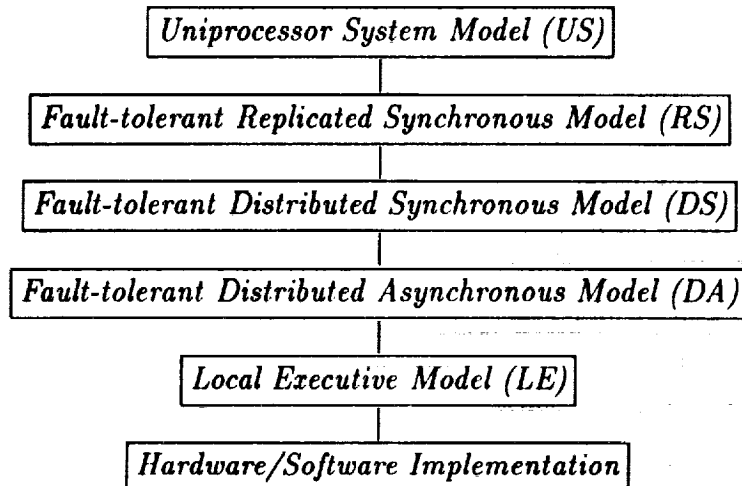 Uniprocessor System Model (US)
Fault-tolerant Replicated Synchronous Model (RS)
Fault-tolerant Distributed Synchronous Model (DS)
Fault-tolerant Distributed Asynchronous Model (DA)
Local Executive Model (LE)
Hardware/Software Implementation